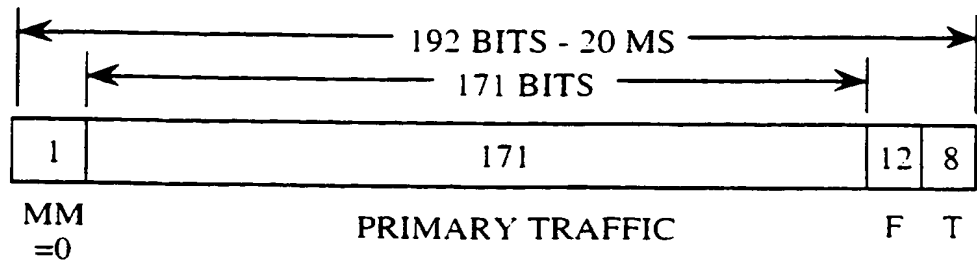 192 BITS - 20 MS
171 BITS
1 171 12 8
MM PRIMARY TRAFFIC F T
=0